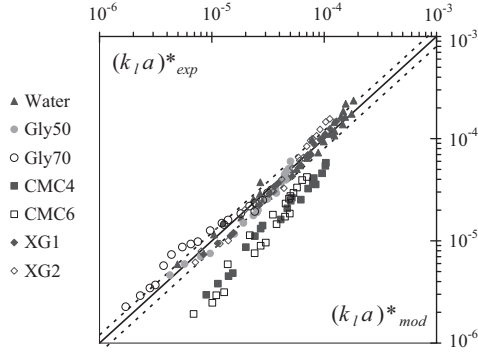 10⁻⁶ 10⁻⁵ 10⁻⁴ 10⁻³
(k_l a)*_exp
Water
Gly50
Gly70
CMC4
CMC6
XG1
XG2
10⁻³
10⁻⁴
10⁻⁵
10⁻⁶
(k_l a)*_mod